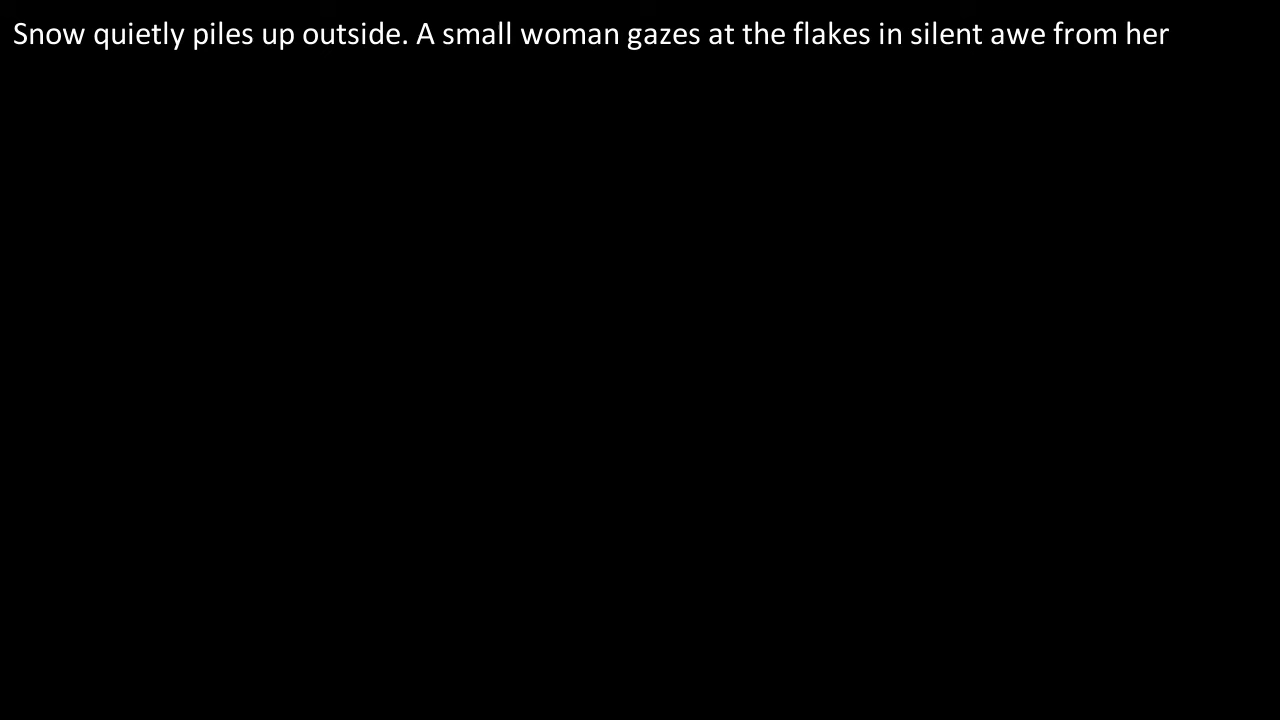 Snow quietly piles up outside. A small woman gazes at the flakes in silent awe from her